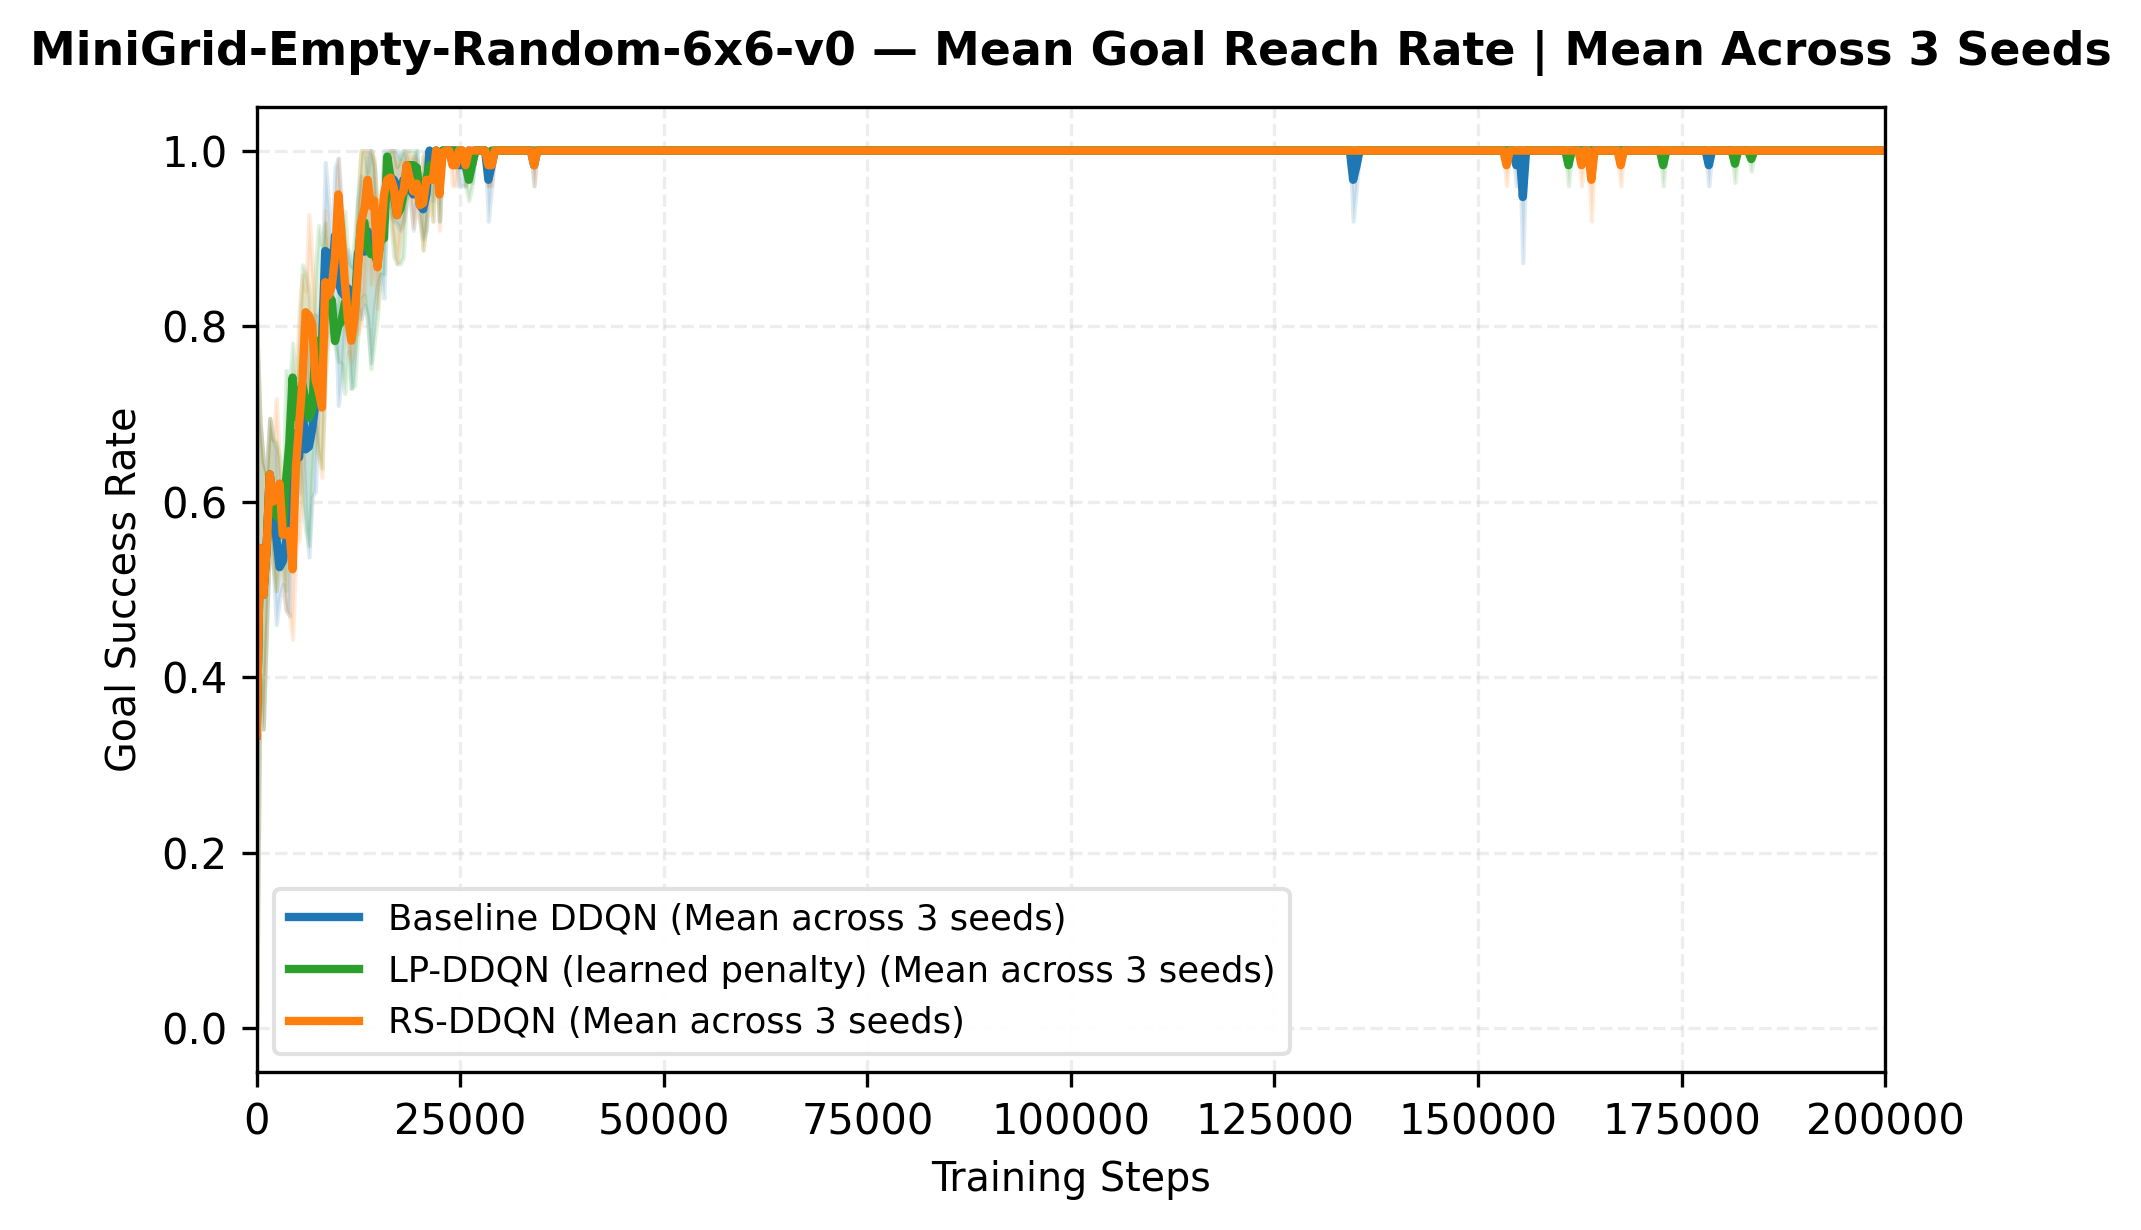 MiniGrid-Empty-Random-6x6-v0 — Mean Goal Reach Rate | Mean Across 3 Seeds
1.0
0.8
0.6
0.4
0.2
0.0
Goal Success Rate
Baseline DDQN (Mean across 3 seeds)
LP-DDQN (learned penalty) (Mean across 3 seeds)
RS-DDQN (Mean across 3 seeds)
0 25000 50000 75000 100000 125000 150000 175000 200000
Training Steps